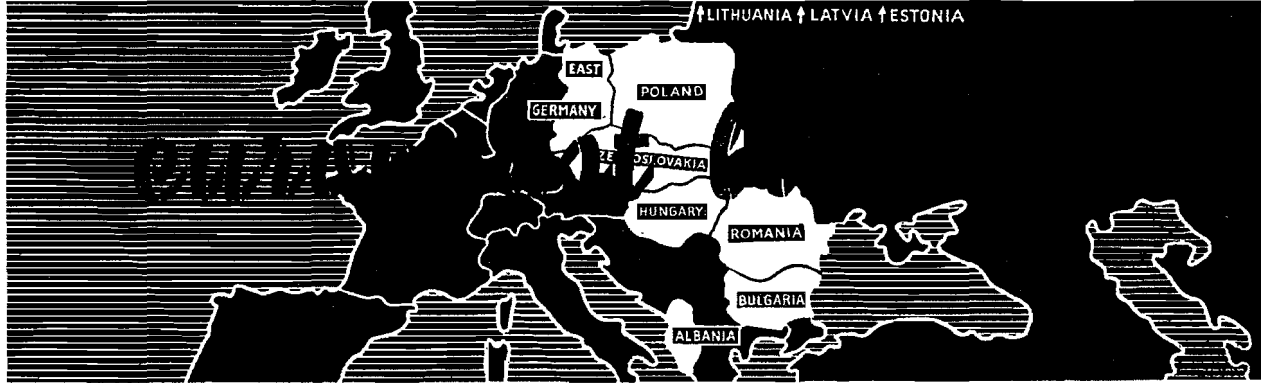 ↑LITHUANIA ↑LATVIA ↑ESTONIA
EAST
GERMANY
POLAND
HUNGARY
ROMANIA
BULGARIA
ALBANIA